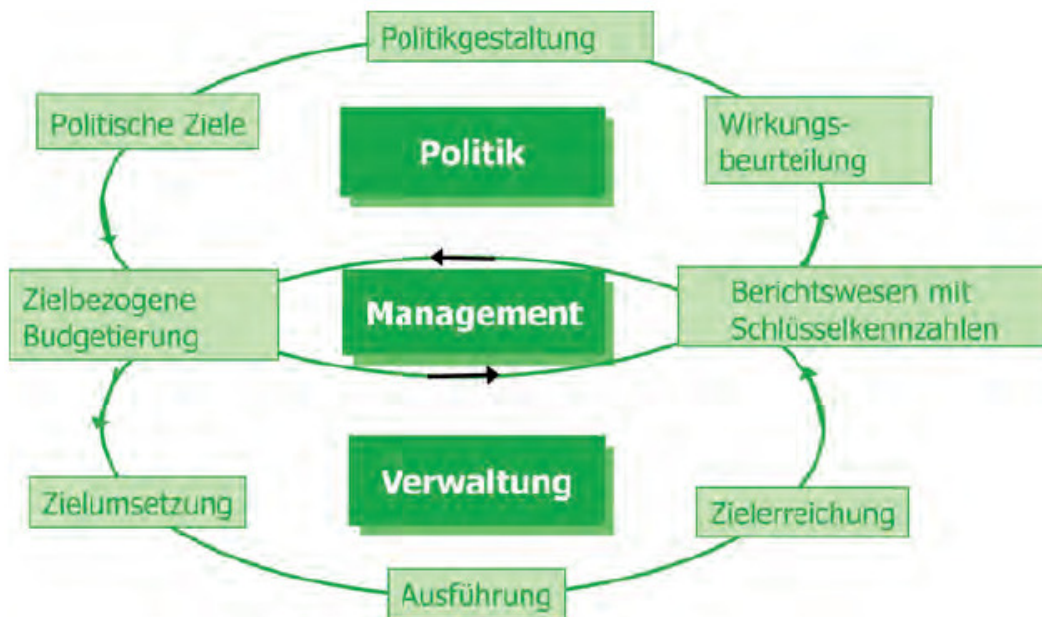 Politikgestaltung
Politische Ziele
Politik
Wirkungs-
beurteilung
Zielbezogene
Budgetierung
Management
Berichtswesen mit
Schlüsselkennzahlen
Verwaltung
Zielumsetzung
Zielerreichung
Ausführung